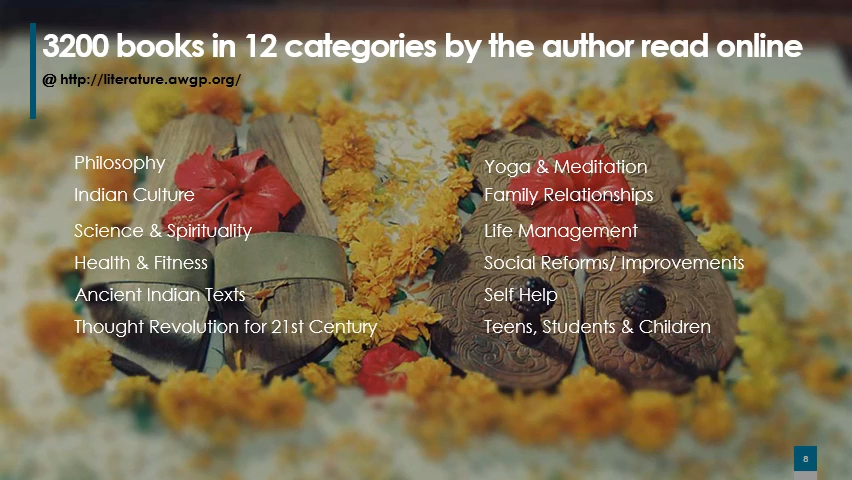 3200 books in 12 categories by the author read online
@ http://literature.awgp.org/
Philosophy
Indian Culture
Science & Spirituality
Health & Fitness
Ancient Indian Texts
Thought Revolution for 21st Century
Yoga & Meditation
Family Relationships
Life Management
Social Reforms/ Improvements
Self Help
Teens, Students & Children
8